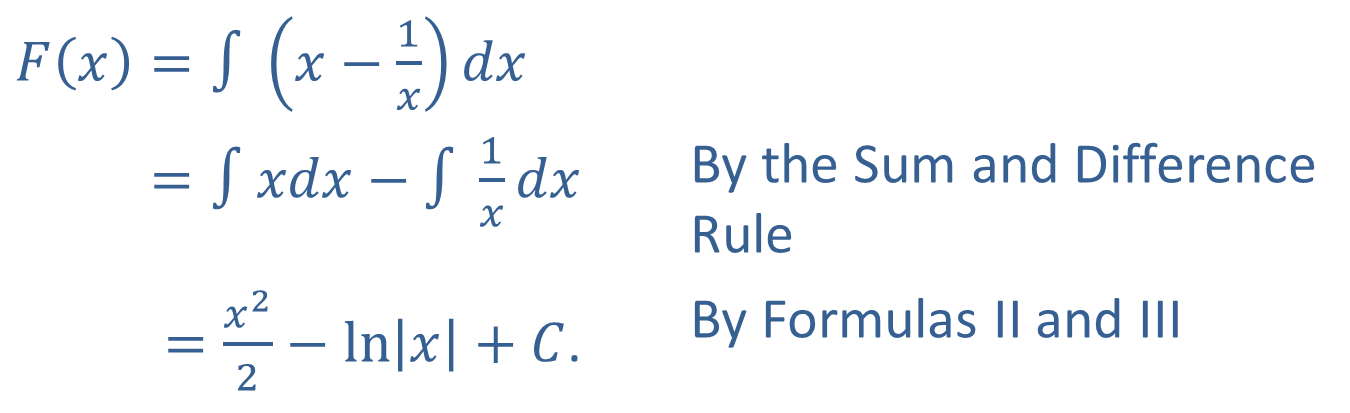 F(x) = ∫ (x − 1/x) dx
= ∫ xdx − ∫ 1/x dx By the Sum and Difference
Rule
= x²/2 − ln|x| + C. By Formulas II and III